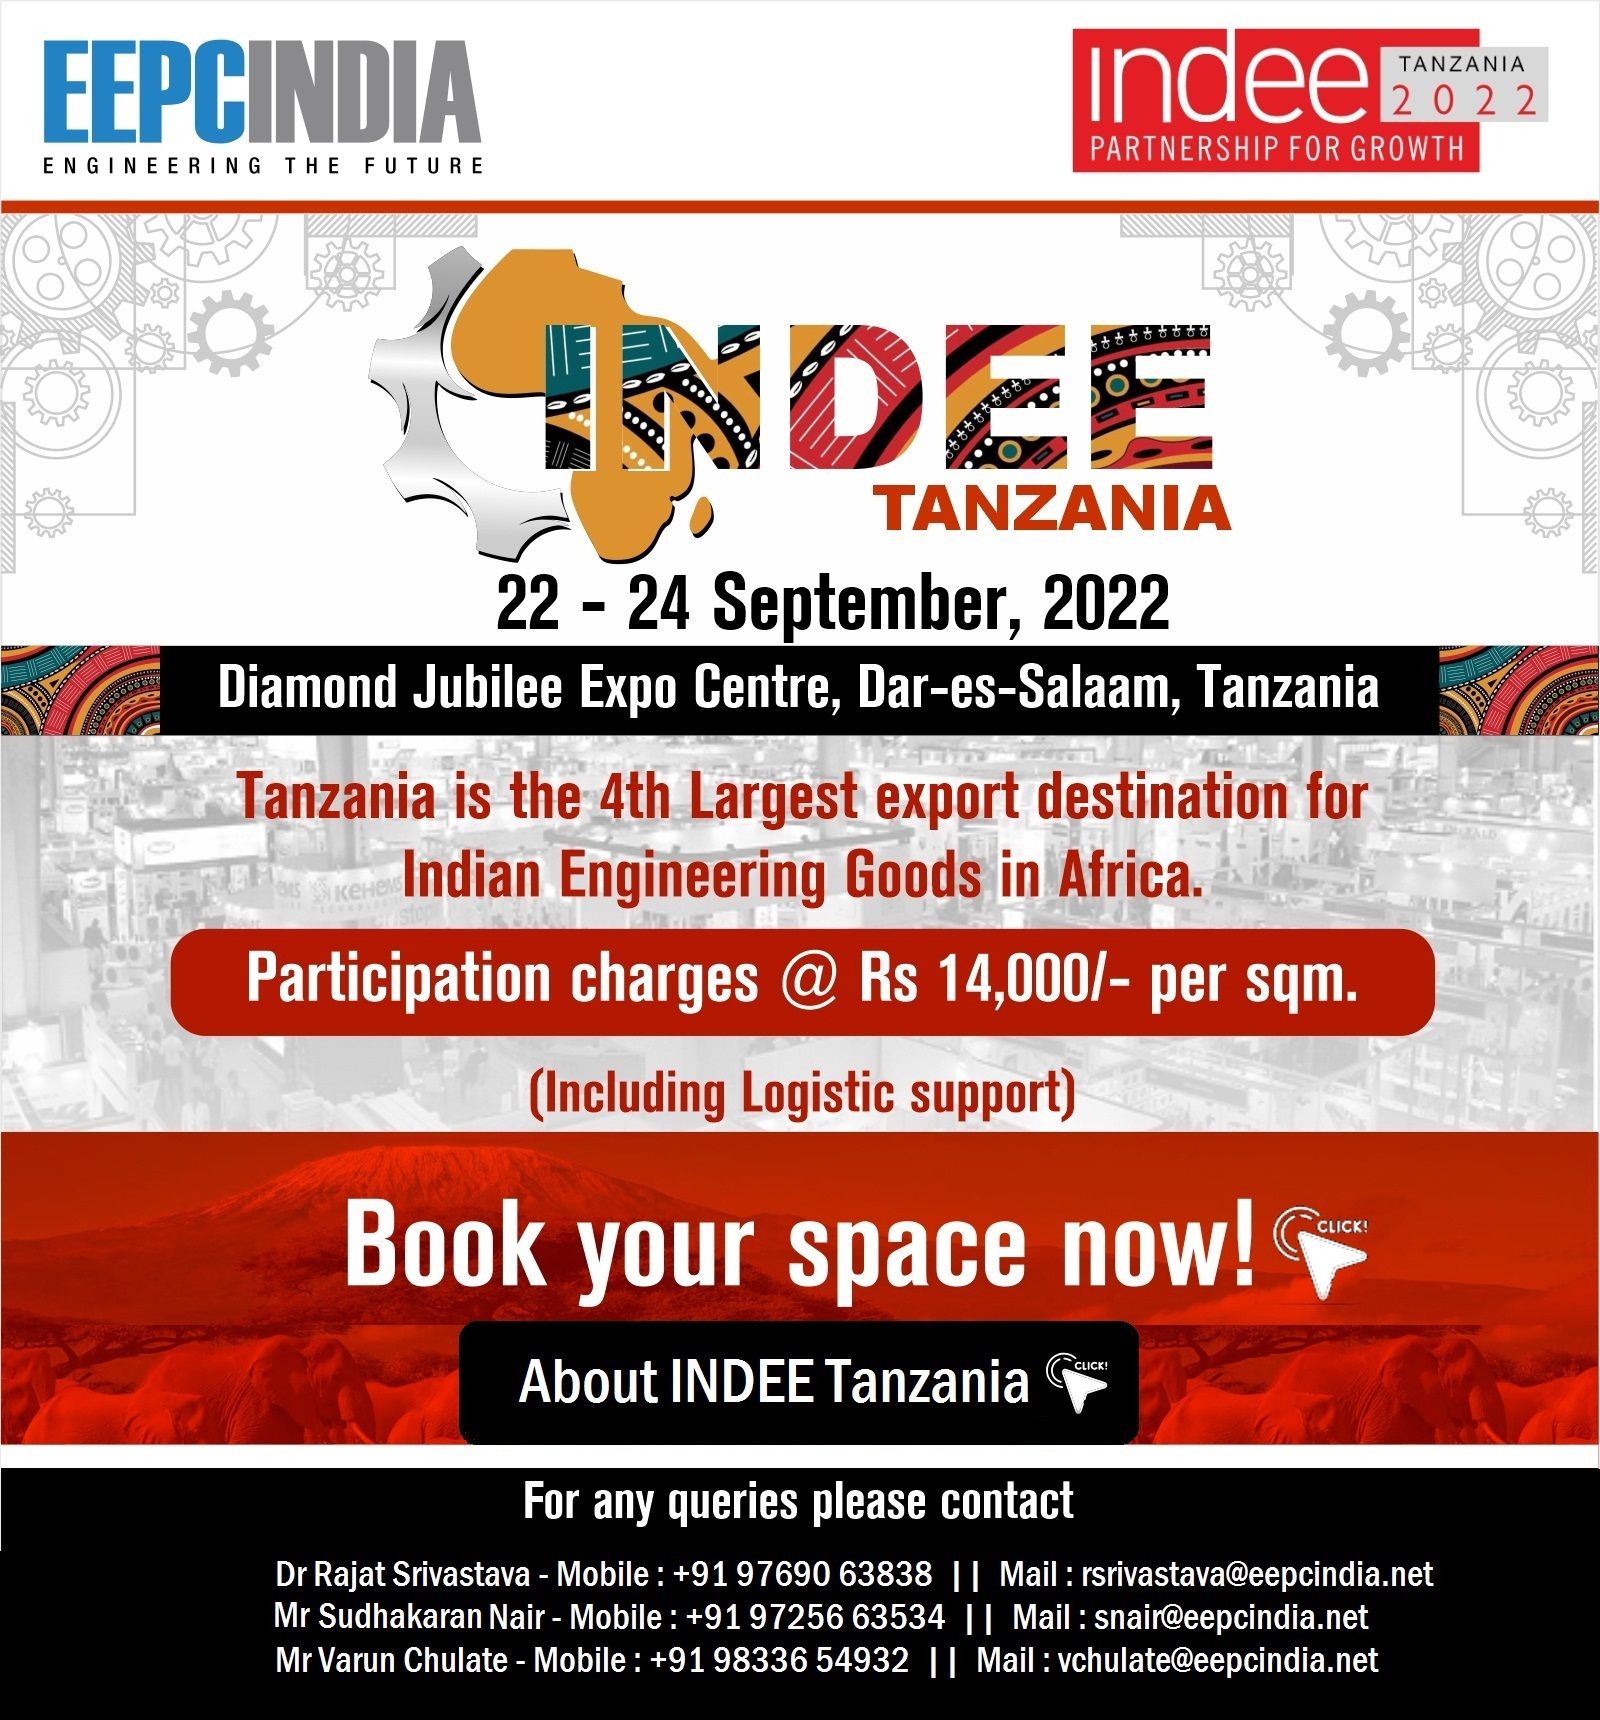 EEPCINDIA
ENGINEERING THE FUTURE
Indee
TANZANIA
2022
PARTNERSHIP FOR GROWTH
INDEE
TANZANIA
22 - 24 September, 2022
Diamond Jubilee Expo Centre, Dar-es-Salaam, Tanzania
Tanzania is the 4th Largest export destination for
Indian Engineering Goods in Africa.
Participation charges @ Rs 14,000/- per sqm.
(Including Logistic support)
Book your space now!
CLICK!
About INDEE Tanzania
CLICK!
For any queries please contact
Dr Rajat Srivastava - Mobile : +91 97690 63838 || Mail : rsrivastava@eepcindia.net
Mr Sudhakaran Nair - Mobile : +91 97256 63534 || Mail : snair@eepcindia.net
Mr Varun Chulate - Mobile : +91 98336 54932 || Mail : vchulate@eepcindia.net